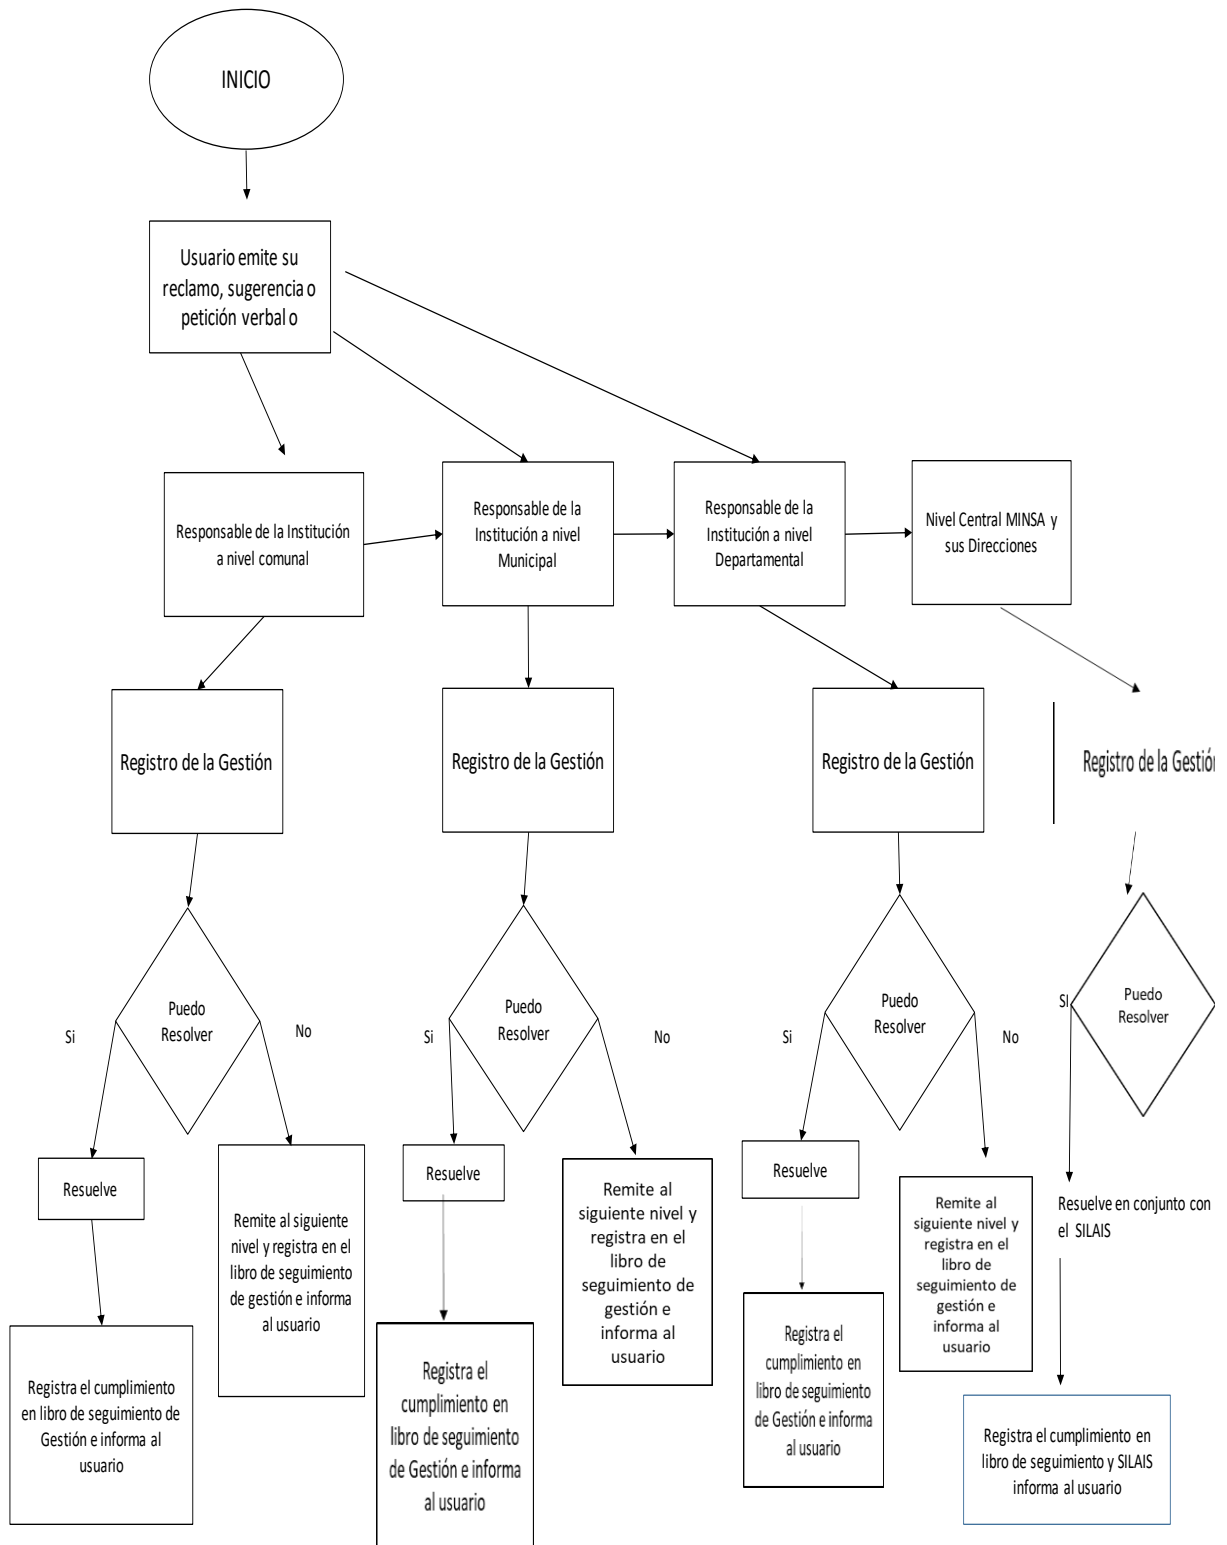 INICIO
Usuario emite su
reclamo, sugerencia o
petición verbal o
Responsable de la Institución
a nivel comunal
Responsable de la
Institución a nivel
Municipal
Responsable de la
Institución a nivel
Departamental
Nivel Central MINSA y
sus Direcciones
Registro de la Gestión
Registro de la Gestión
Registro de la Gestión
Registro de la Gestión
Puedo
Resolver
Si
No
Puedo
Resolver
Si
No
Puedo
Resolver
Si
No
Puedo
Resolver
SI
Resuelve
Remite al siguiente
nivel y registra en el
libro de seguimiento
de gestión e informa
al usuario
Resuelve
Remite al
siguiente nivel y
registra en el
libro de
seguimiento de
gestión e
informa al
usuario
Resuelve
Remite al
siguiente nivel y
registra en el
libro de
seguimiento de
gestión e
informa al
usuario
Resuelve en conjunto con
el SILAIS
Registra el cumplimiento
en libro de seguimiento de
Gestión e informa al
usuario
Registra el
cumplimiento en
libro de seguimiento
de Gestión e informa
al usuario
Registra el
cumplimiento en
libro de seguimiento
de Gestión e informa
al usuario
Registra el cumplimiento en
libro de seguimiento y SILAIS
informa al usuario